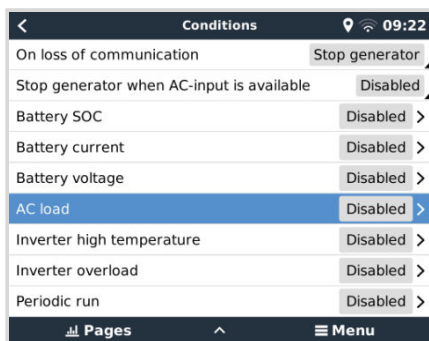 Conditions 09:22
On loss of communication Stop generator
Stop generator when AC-input is available Disabled
Battery SOC Disabled
Battery current Disabled
Battery voltage Disabled
AC load Disabled
Inverter high temperature Disabled
Inverter overload Disabled
Periodic run Disabled
Pages Menu